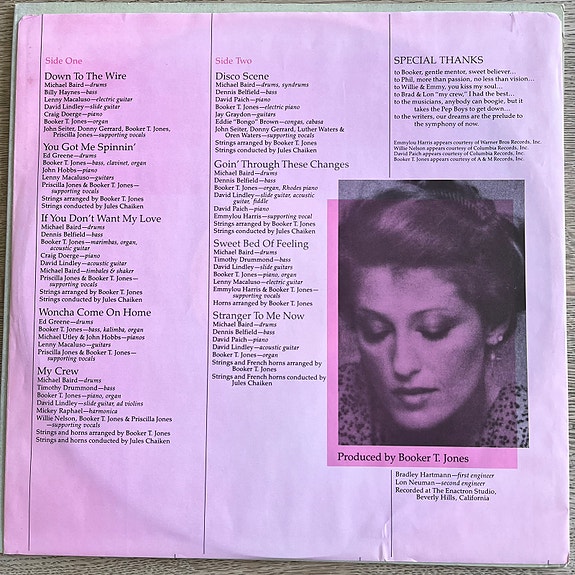 Side One
Down To The Wire
Michael Baird—drums
Billy Haynes—bass
Lenny Macaluso—electric guitar
David Lindley—slide guitar
Craig Doerge—piano
Booker T. Jones—organ
John Seiter, Donny Gerrard, Booker T. Jones,
Priscilla Jones—supporting vocals
You Got Me Spinnin'
Ed Greene—drums
Booker T. Jones—bass, clavinet, organ
John Hobbs—piano
Lenny Macaluso—guitars
Priscilla Jones & Booker T. Jones—
supporting vocals
Strings arranged by Booker T. Jones
Strings conducted by Jules Chaiken
If You Don't Want My Love
Michael Baird—drums
Dennis Belfield—bass
Booker T. Jones—marimbas, organ,
acoustic guitar
Craig Doerge—piano
David Lindley—acoustic guitar
Michael Baird—timbales & shaker
Priscilla Jones & Booker T. Jones—
supporting vocals
Strings arranged by Booker T. Jones
Strings conducted by Jules Chaiken
Woncha Come On Home
Ed Greene—drums
Booker T. Jones—bass, kalimba, organ
Michael Utley & John Hobbs—pianos
Lenny Macaluso—guitars
Priscilla Jones & Booker T. Jones—
supporting vocals
My Crew
Michael Baird—drums
Timothy Drummond—bass
Booker T. Jones—piano, organ
David Lindley—slide guitar, ad violins
Mickey Raphael—harmonica
Willie Nelson, Booker T. Jones & Priscilla Jones
—supporting vocals
Strings and horns arranged by Booker T. Jones
Strings and horns conducted by Jules Chaiken
Side Two
Disco Scene
Michael Baird—drums, syndrums
Dennis Belfield—bass
David Paich—piano
Booker T. Jones—electric piano
Jay Graydon—guitars
Eddie "Bongo" Brown—congas, cabasa
John Seiter, Donny Gerrard, Luther Waters &
Oren Waters—supporting vocals
Strings arranged by Booker T. Jones
Strings conducted by Jules Chaiken
Goin' Through These Changes
Michael Baird—drums
Dennis Belfield—bass
Booker T. Jones—organ, Rhodes piano
David Lindley—slide guitar, acoustic
guitar, fiddle
David Paich—piano
Emmylou Harris—supporting vocal
Strings arranged by Booker T. Jones
Strings conducted by Jules Chaiken
Sweet Bed Of Feeling
Michael Baird—drums
Timothy Drummond—bass
David Lindley—slide guitars
Booker T. Jones—piano, organ
Lenny Macaluso—electric guitar
Emmylou Harris & Booker T. Jones—
supporting vocals
Horns arranged by Booker T. Jones
Stranger To Me Now
Michael Baird—drums
Dennis Belfield—bass
David Paich—piano
David Lindley—acoustic guitar
Booker T. Jones—organ
Strings and French horns arranged by
Booker T. Jones
Strings and French horns conducted by
Jules Chaiken
SPECIAL THANKS
to Booker, gentle mentor, sweet believer...
to Phil, more than passion, no less than vision...
to Willie & Emmy, you kiss my soul...
to Brad & Lon "my crew," I had the best...
to the musicians, anybody can boogie, but it
takes the Pep Boys to get down...
to the writers, our dreams are the prelude to
the symphony of now.
Emmylou Harris appears courtesy of Warner Bros Records, Inc.
Willie Nelson appears courtesy of Columbia Records, Inc.
David Paich appears courtesy of Columbia Records, Inc.
Booker T. Jones appears courtesy of A & M Records, Inc.
Produced by Booker T. Jones
Bradley Hartmann—first engineer
Lon Neuman—second engineer
Recorded at The Enactron Studio,
Beverly Hills, California